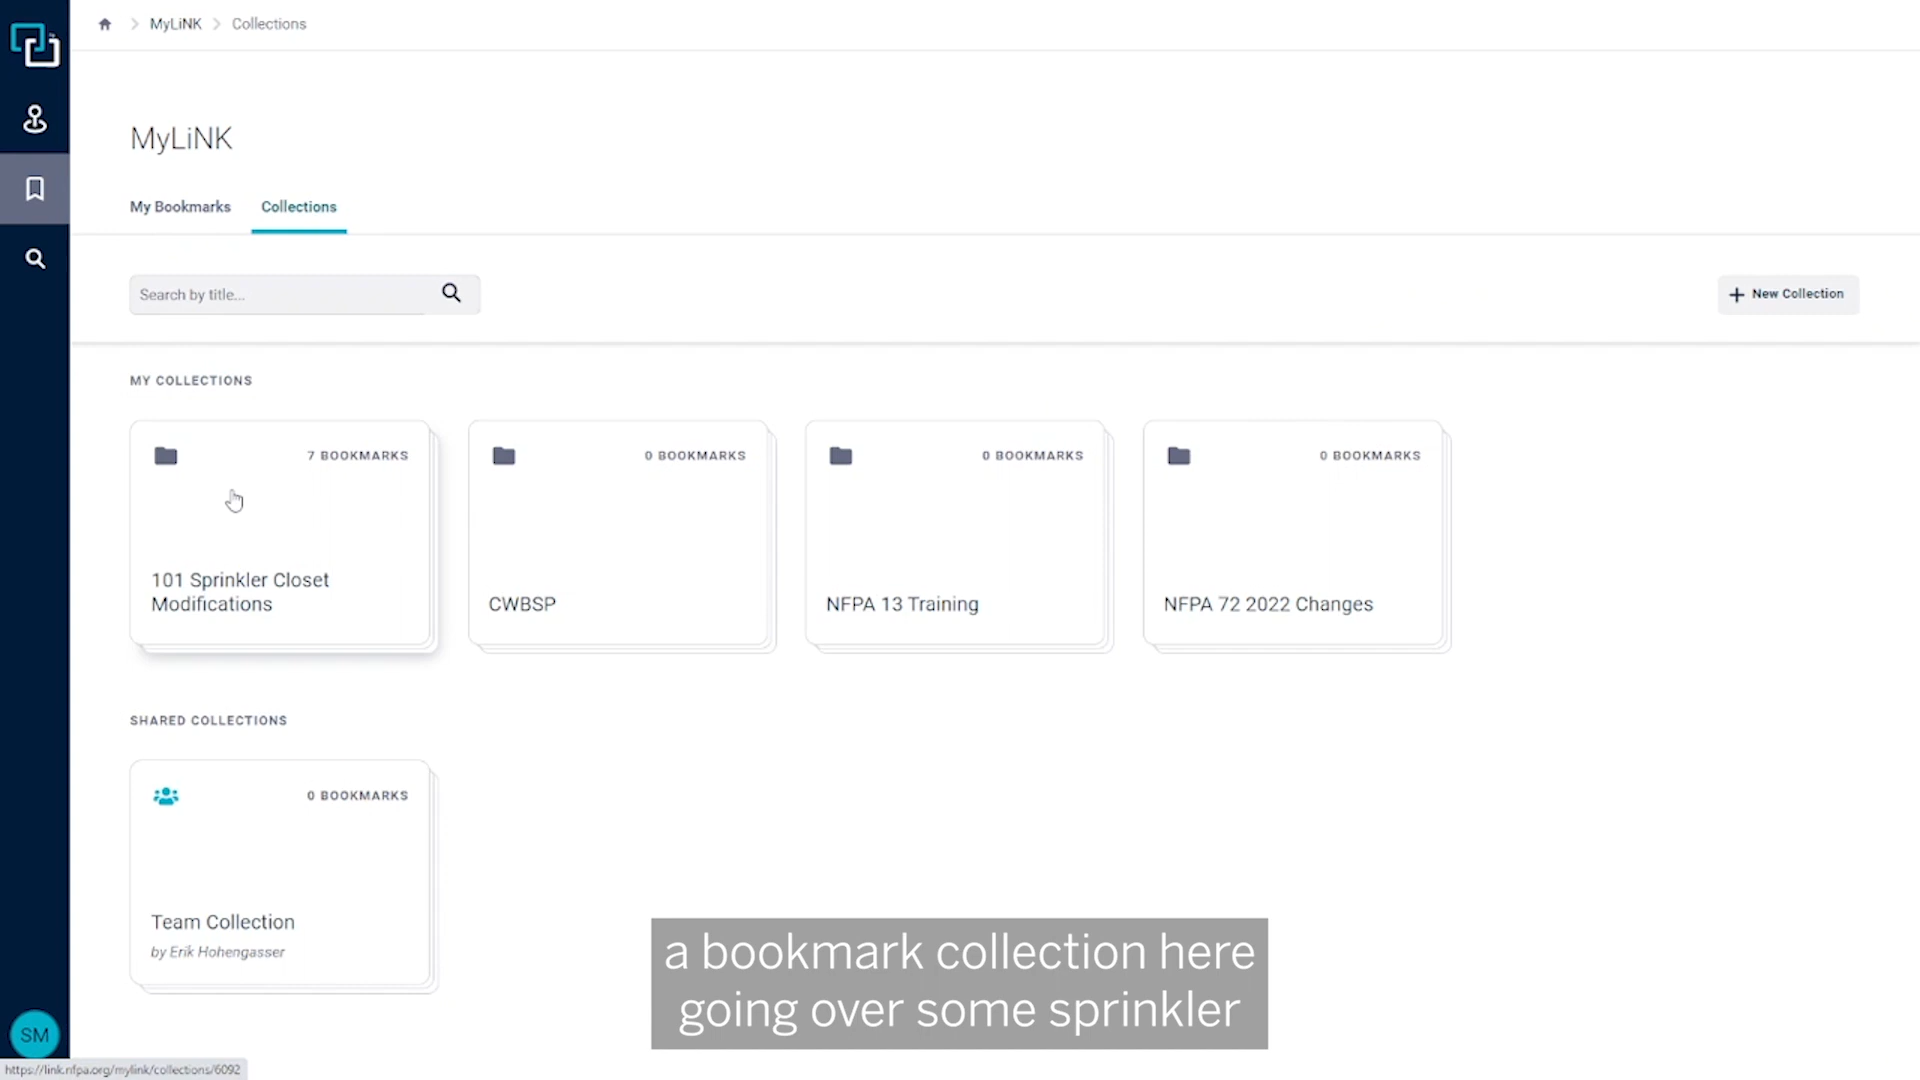 MyLiNK Collections
MyLiNK
My Bookmarks Collections
Search by title...
New Collection
MY COLLECTIONS
7 BOOKMARKS
101 Sprinkler Closet
Modifications
0 BOOKMARKS
CWBSP
0 BOOKMARKS
NFPA 13 Training
0 BOOKMARKS
NFPA 72 2022 Changes
SHARED COLLECTIONS
0 BOOKMARKS
Team Collection
by Erik Hohengasser
a bookmark collection here
going over some sprinkler
SM
https://link.nfpa.org/mylink/collections/6092